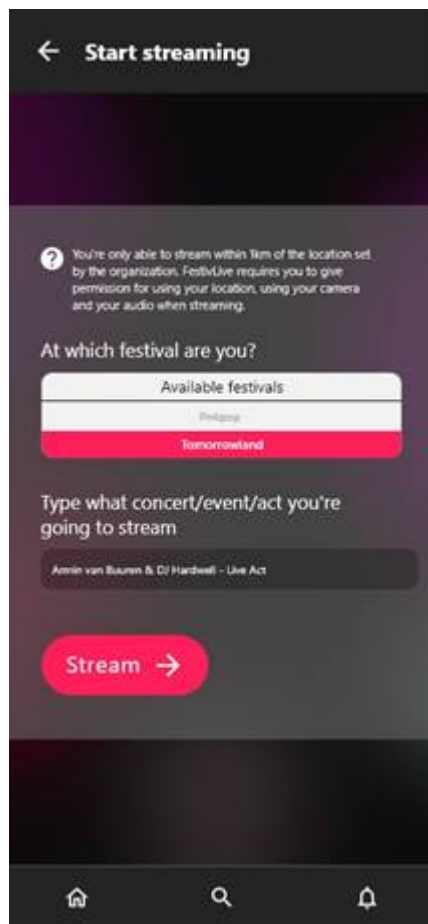 Start streaming
You're only able to stream within 1km of the location set
by the organization. FestivLive requires you to give
permission for using your location, using your camera
and your audio when streaming.
At which festival are you?
Available festivals
Pinkpop
Tomorrowland
Type what concert/event/act you're
going to stream
Armin van Buuren & DJ Hardwell - Live Act
Stream